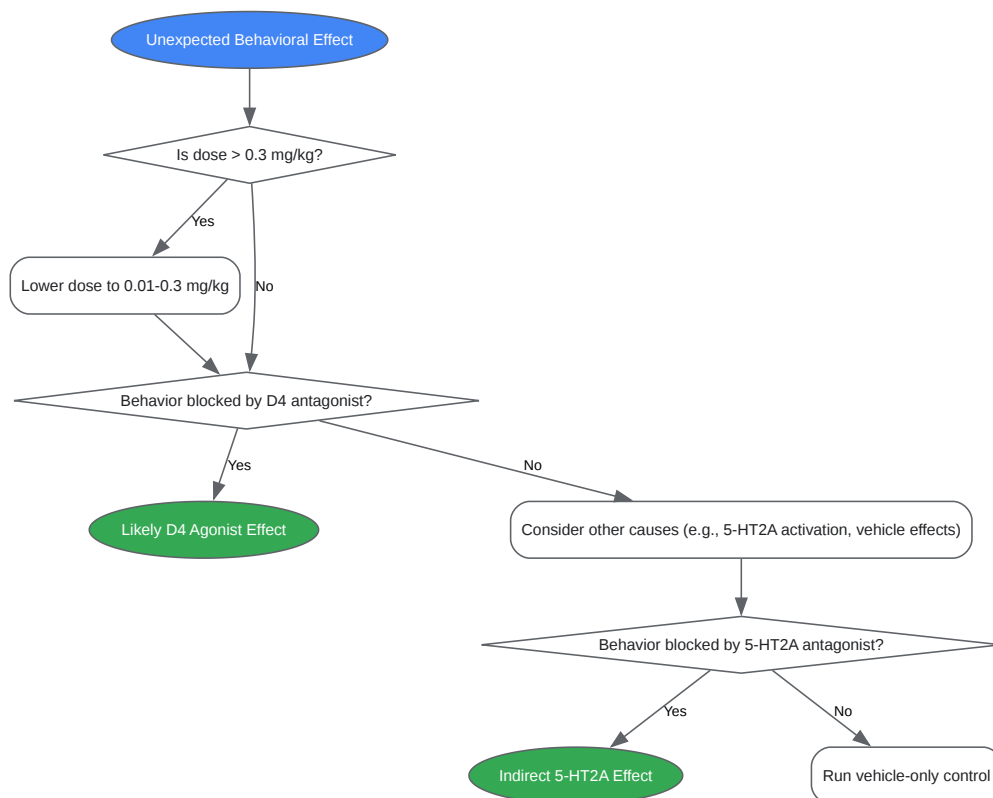 Unexpected Behavioral Effect
Is dose > 0.3 mg/kg?
Yes
Lower dose to 0.01-0.3 mg/kg
No
Behavior blocked by D4 antagonist?
Yes
No
Likely D4 Agonist Effect
Consider other causes (e.g., 5-HT2A activation, vehicle effects)
Behavior blocked by 5-HT2A antagonist?
Yes
No
Indirect 5-HT2A Effect
Run vehicle-only control